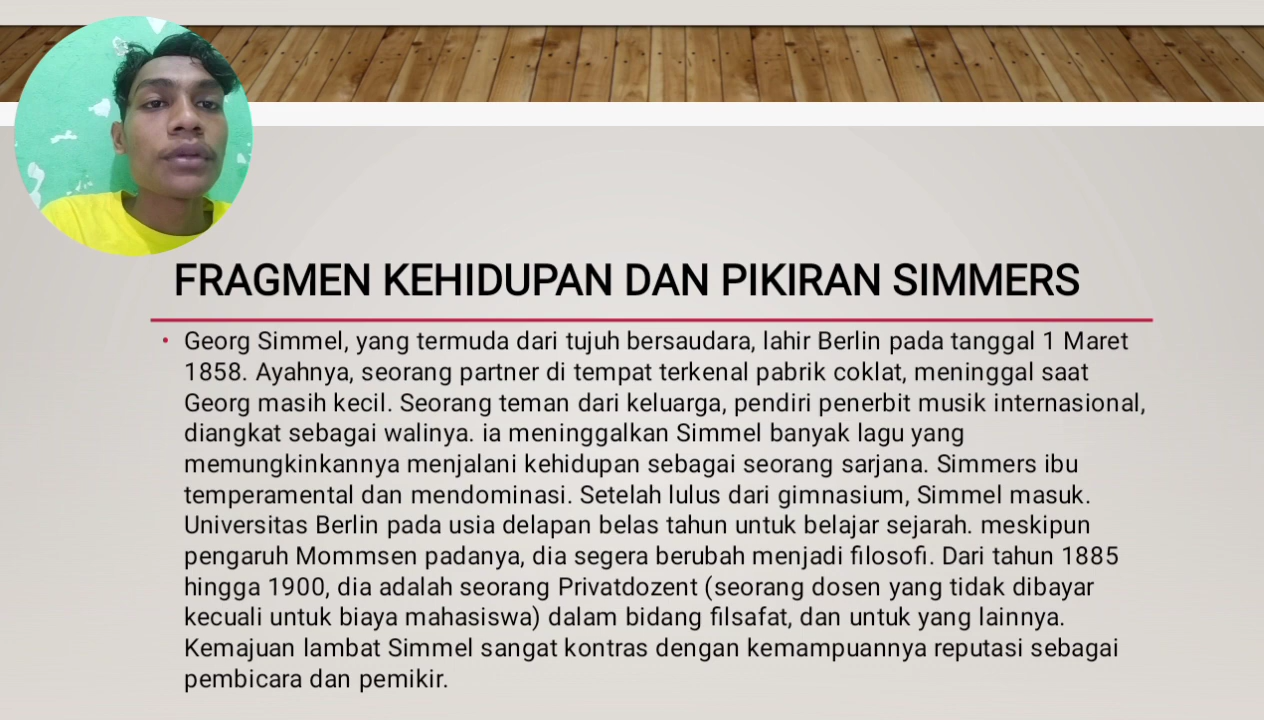 FRAGMEN KEHIDUPAN DAN PIKIRAN SIMMERS
• Georg Simmel, yang termuda dari tujuh bersaudara, lahir Berlin pada tanggal 1 Maret
1858. Ayahnya, seorang partner di tempat terkenal pabrik coklat, meninggal saat
Georg masih kecil. Seorang teman dari keluarga, pendiri penerbit musik internasional,
diangkat sebagai walinya. ia meninggalkan Simmel banyak lagu yang
memungkinkannya menjalani kehidupan sebagai seorang sarjana. Simmers ibu
temperamental dan mendominasi. Setelah lulus dari gimnasium, Simmel masuk.
Universitas Berlin pada usia delapan belas tahun untuk belajar sejarah. meskipun
pengaruh Mommsen padanya, dia segera berubah menjadi filosofi. Dari tahun 1885
hingga 1900, dia adalah seorang Privatdozent (seorang dosen yang tidak dibayar
kecuali untuk biaya mahasiswa) dalam bidang filsafat, dan untuk yang lainnya.
Kemajuan lambat Simmel sangat kontras dengan kemampuannya reputasi sebagai
pembicara dan pemikir.